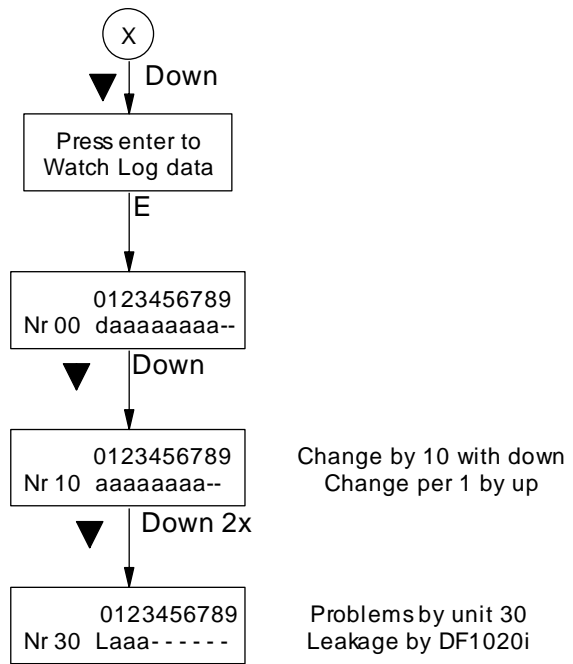 X
Down
Press enter to
Watch Log data
E
0123456789
Nr 00 daaaaaaaa--
Down
0123456789
Nr 10 aaaaaaaa--
Change by 10 with down
Change per 1 by up
Down 2x
0123456789
Nr 30 Laaa------
Problems by unit 30
Leakage by DF1020i